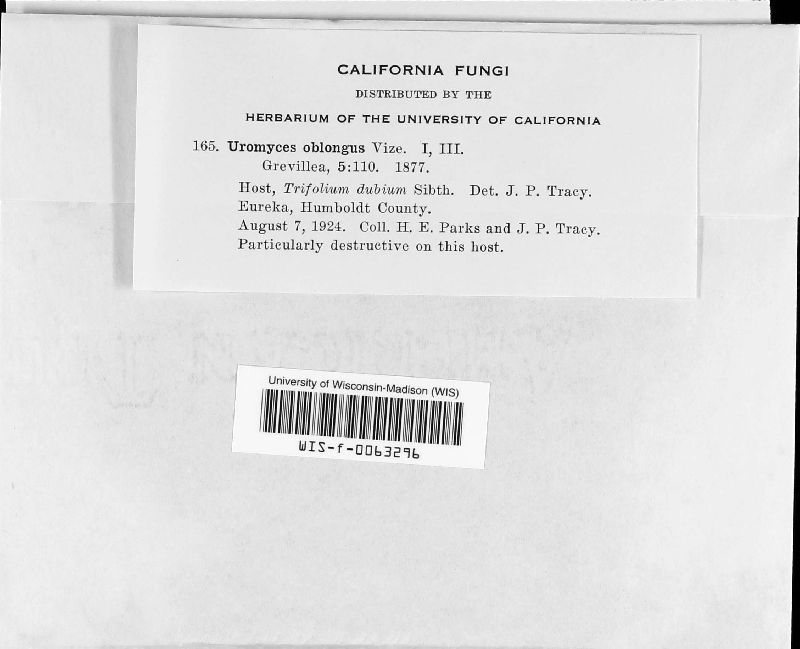 CALIFORNIA FUNGI
DISTRIBUTED BY THE
HERBARIUM OF THE UNIVERSITY OF CALIFORNIA
165. Uromyces oblongus Vize. I, III.
Grevillea, 5:110. 1877.
Host, Trifolium dubium Sibth. Det. J. P. Tracy.
Eureka, Humboldt County.
August 7, 1924. Coll. H. E. Parks and J. P. Tracy.
Particularly destructive on this host.
University of Wisconsin-Madison (WIS)
WIS-f-0063296